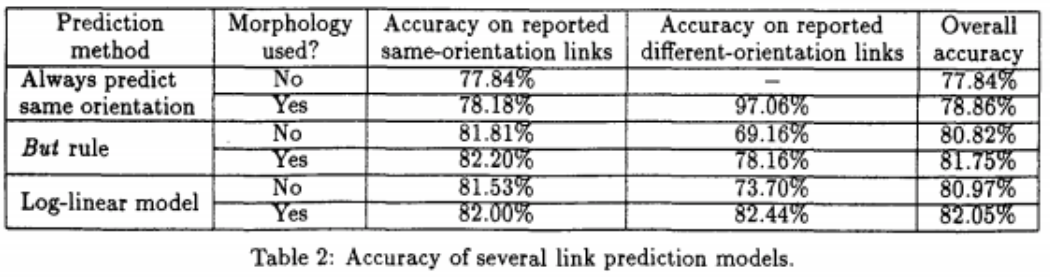 Prediction method | Morphology used? | Accuracy on reported same-orientation links | Accuracy on reported different-orientation links | Overall accuracy
Always predict same orientation | No | 77.84% | – | 77.84%
Yes | 78.18% | 97.06% | 78.86%
But rule | No | 81.81% | 69.16% | 80.82%
Yes | 82.20% | 78.16% | 81.75%
Log-linear model | No | 81.53% | 73.70% | 80.97%
Yes | 82.00% | 82.44% | 82.05%
Table 2: Accuracy of several link prediction models.